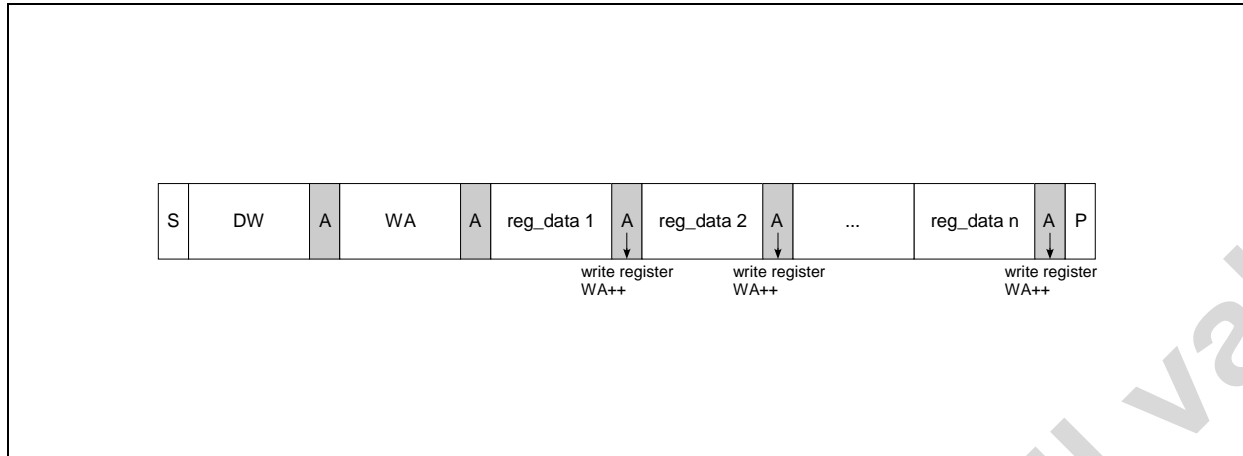 S DW A WA A reg_data 1 A reg_data 2 A ... reg_data n A P
write register write register write register
WA++ WA++ WA++